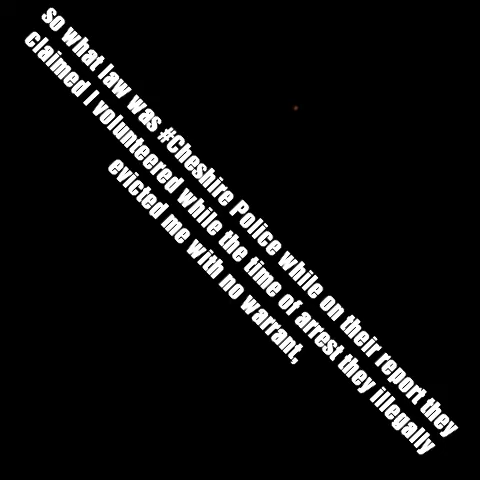 so what law was #Cheshire Police while on their report they
claimed I volunteered while the time of arrest they illegally
evicted me with no warrant,